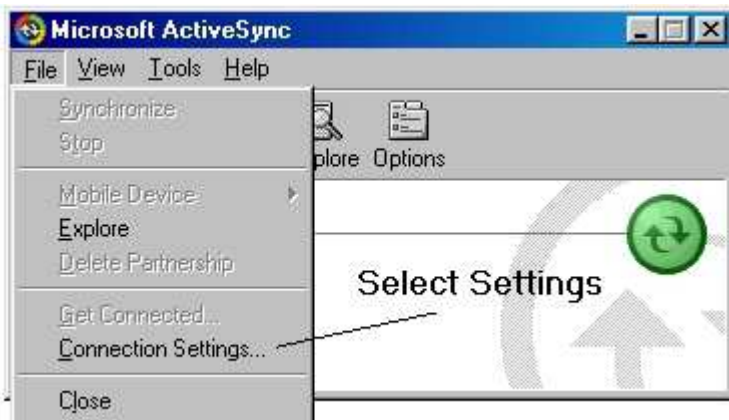 Microsoft ActiveSync
File View Tools Help
Synchronize
Stop
plore Options
Mobile Device
Explore
Delete Partnership
Select Settings
Get Connected...
Connection Settings...
Close